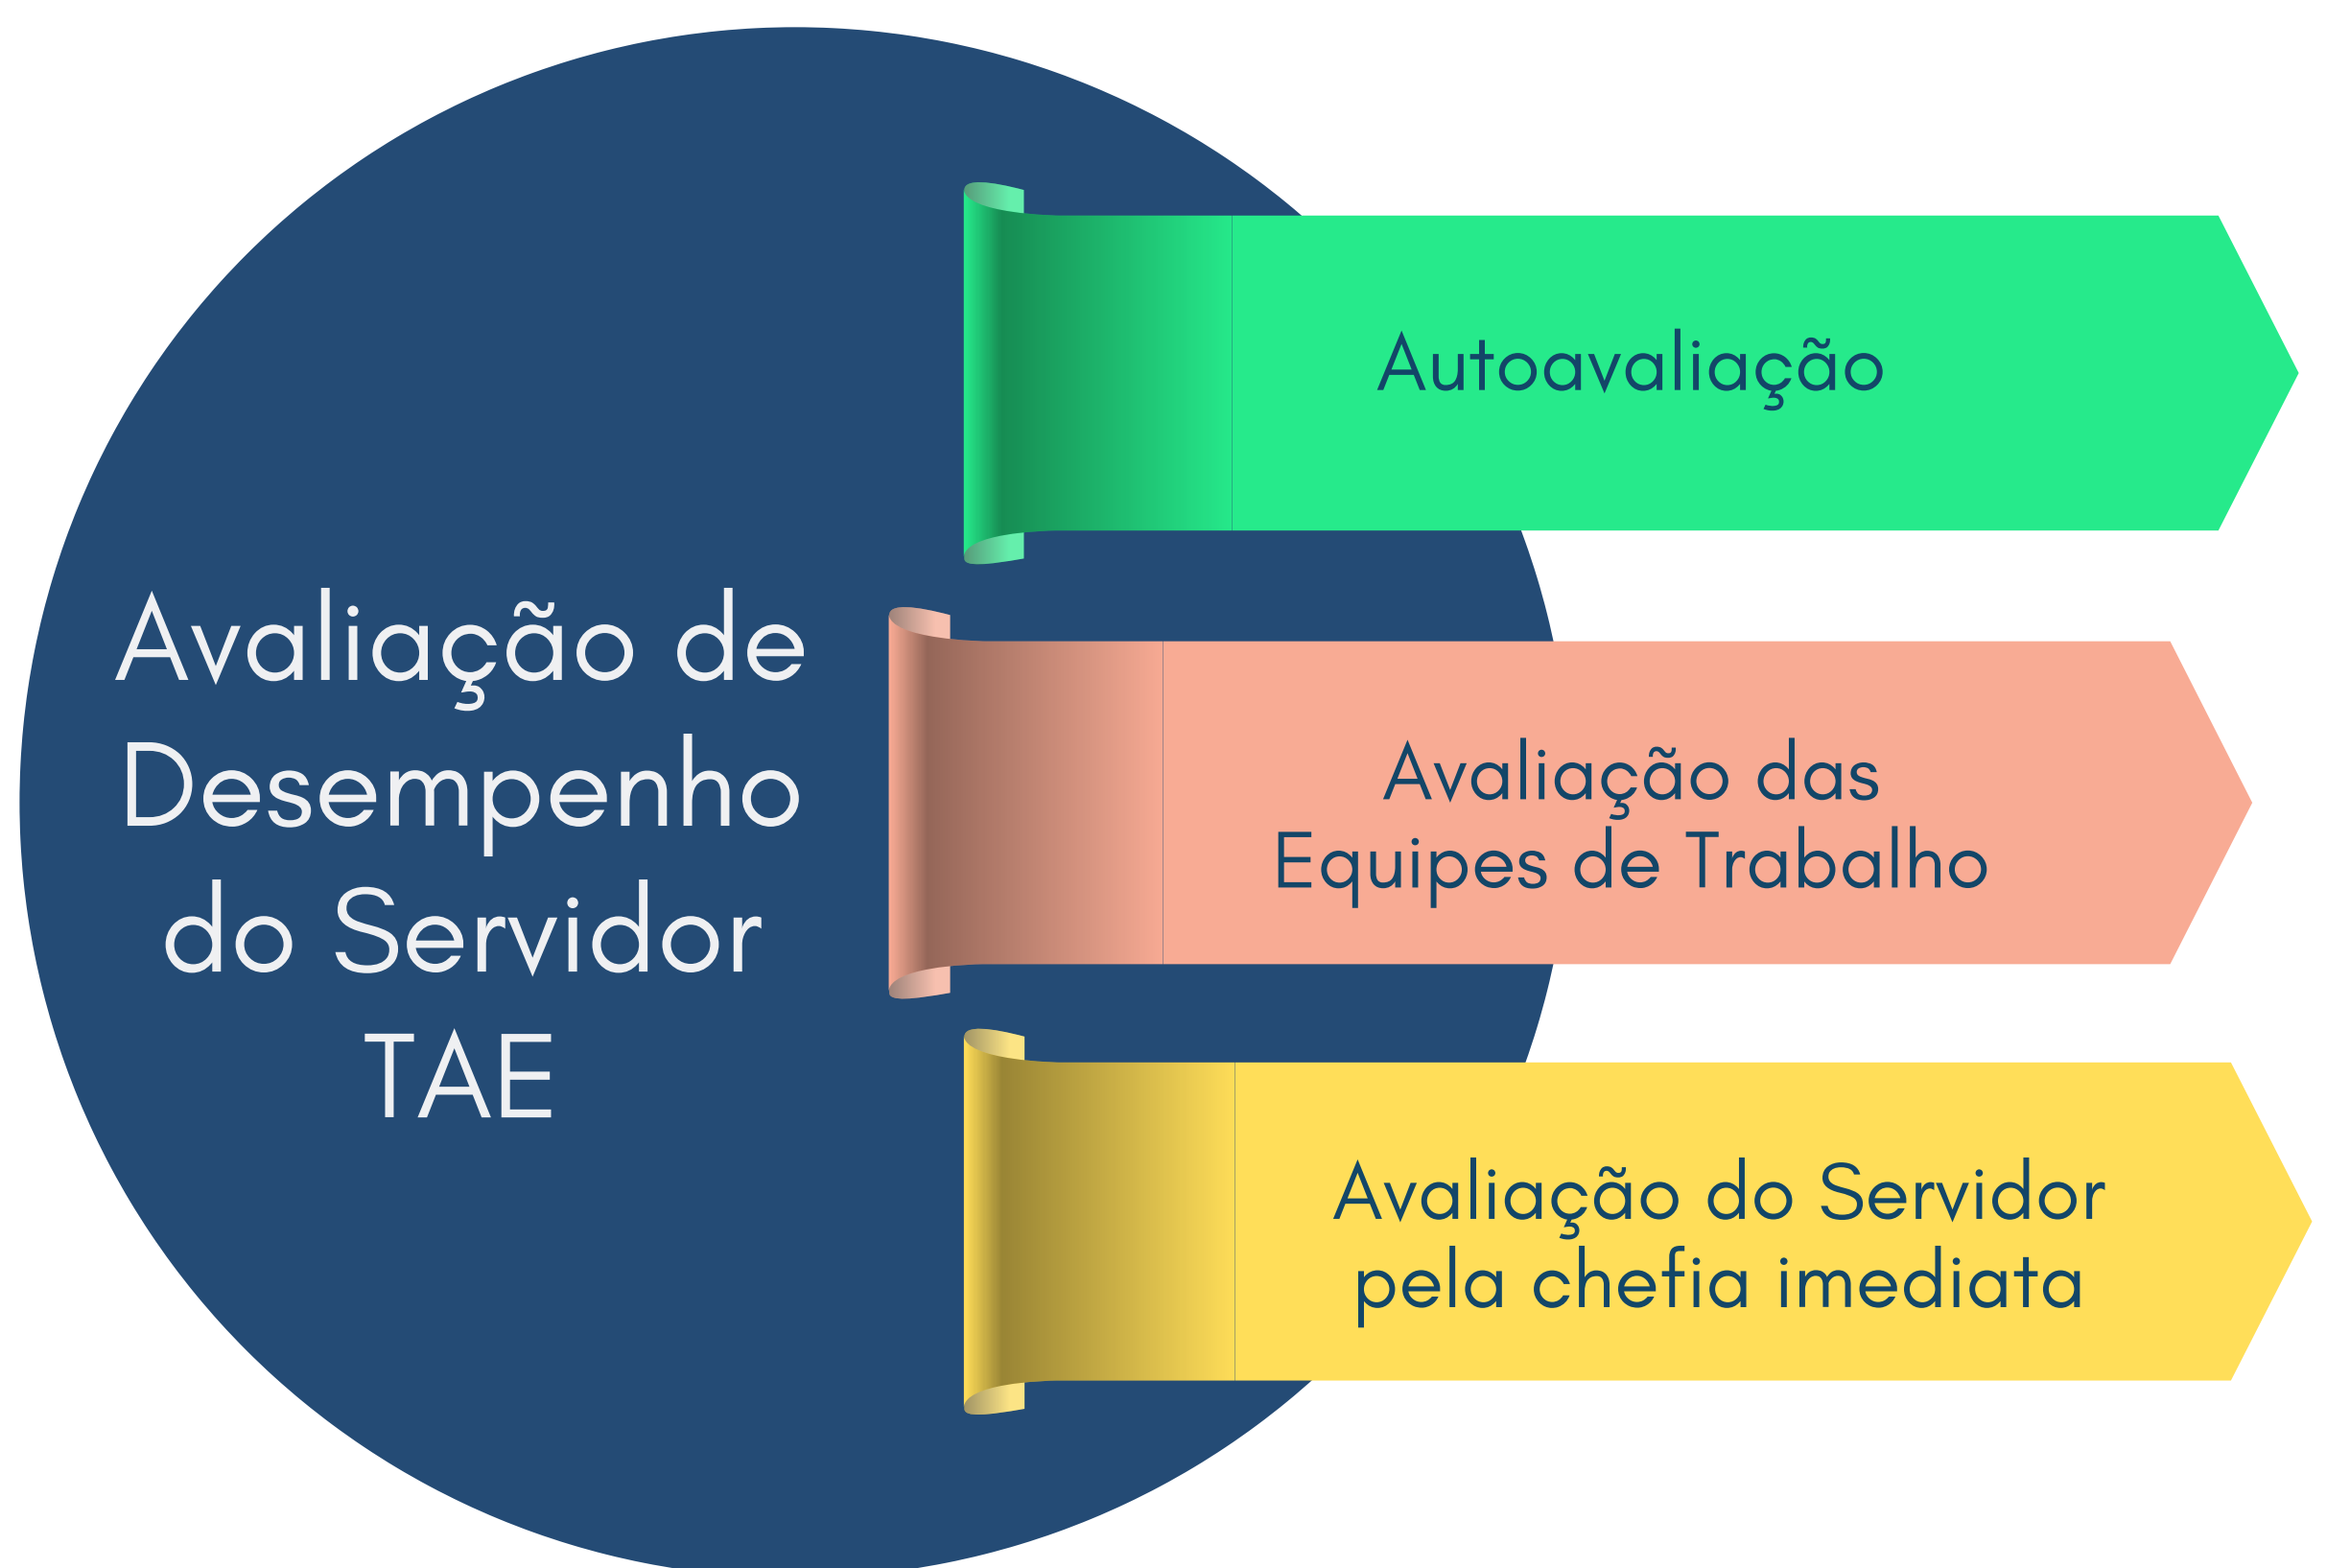 Avaliação de
Desempenho
do Servidor
TAE
Autoavaliação
Avaliação das
Equipes de Trabalho
Avaliação do Servidor
pela chefia imediata